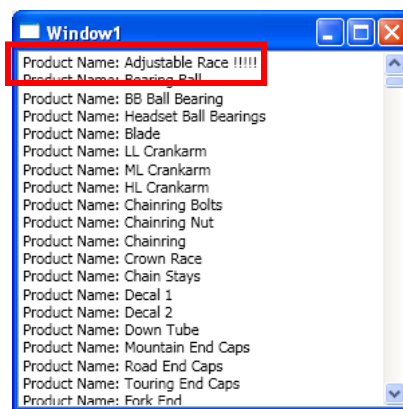 Window1
Product Name: Adjustable Race !!!!!
Product Name: Bearing Ball
Product Name: BB Ball Bearing
Product Name: Headset Ball Bearings
Product Name: Blade
Product Name: LL Crankarm
Product Name: ML Crankarm
Product Name: HL Crankarm
Product Name: Chainring Bolts
Product Name: Chainring Nut
Product Name: Chainring
Product Name: Crown Race
Product Name: Chain Stays
Product Name: Decal 1
Product Name: Decal 2
Product Name: Down Tube
Product Name: Mountain End Caps
Product Name: Road End Caps
Product Name: Touring End Caps
Product Name: Fork End